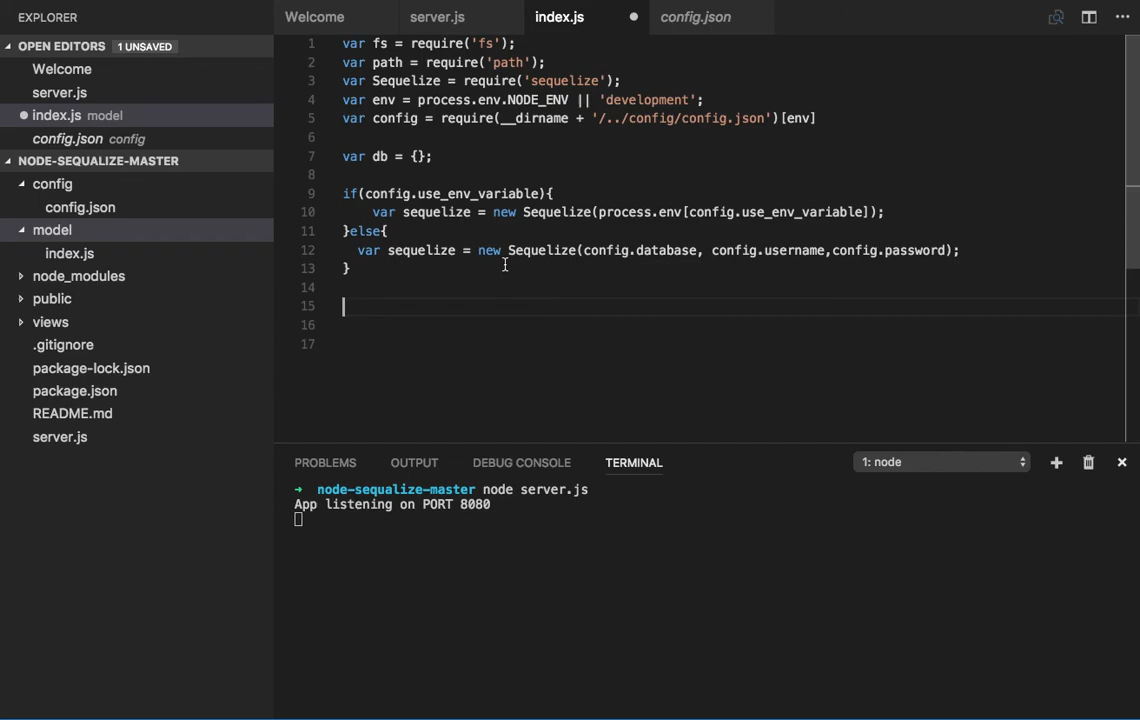 EXPLORER
OPEN EDITORS 1 UNSAVED
Welcome
server.js
index.js model
config.json config
NODE-SEQUALIZE-MASTER
config
config.json
model
index.js
node_modules
public
views
.gitignore
package-lock.json
package.json
README.md
server.js
Welcome server.js index.js config.json
1 var fs = require('fs');
2 var path = require('path');
3 var Sequelize = require('sequelize');
4 var env = process.env.NODE_ENV || 'development';
5 var config = require(__dirname + '/../config/config.json')[env]
6
7 var db = {};
8
9 if(config.use_env_variable){
10 var sequelize = new Sequelize(process.env[config.use_env_variable]);
11 }else{
12 var sequelize = new Sequelize(config.database, config.username,config.password);
13 }
14
15
16
17
PROBLEMS OUTPUT DEBUG CONSOLE TERMINAL 1: node
➜ node-sequalize-master node server.js
App listening on PORT 8080